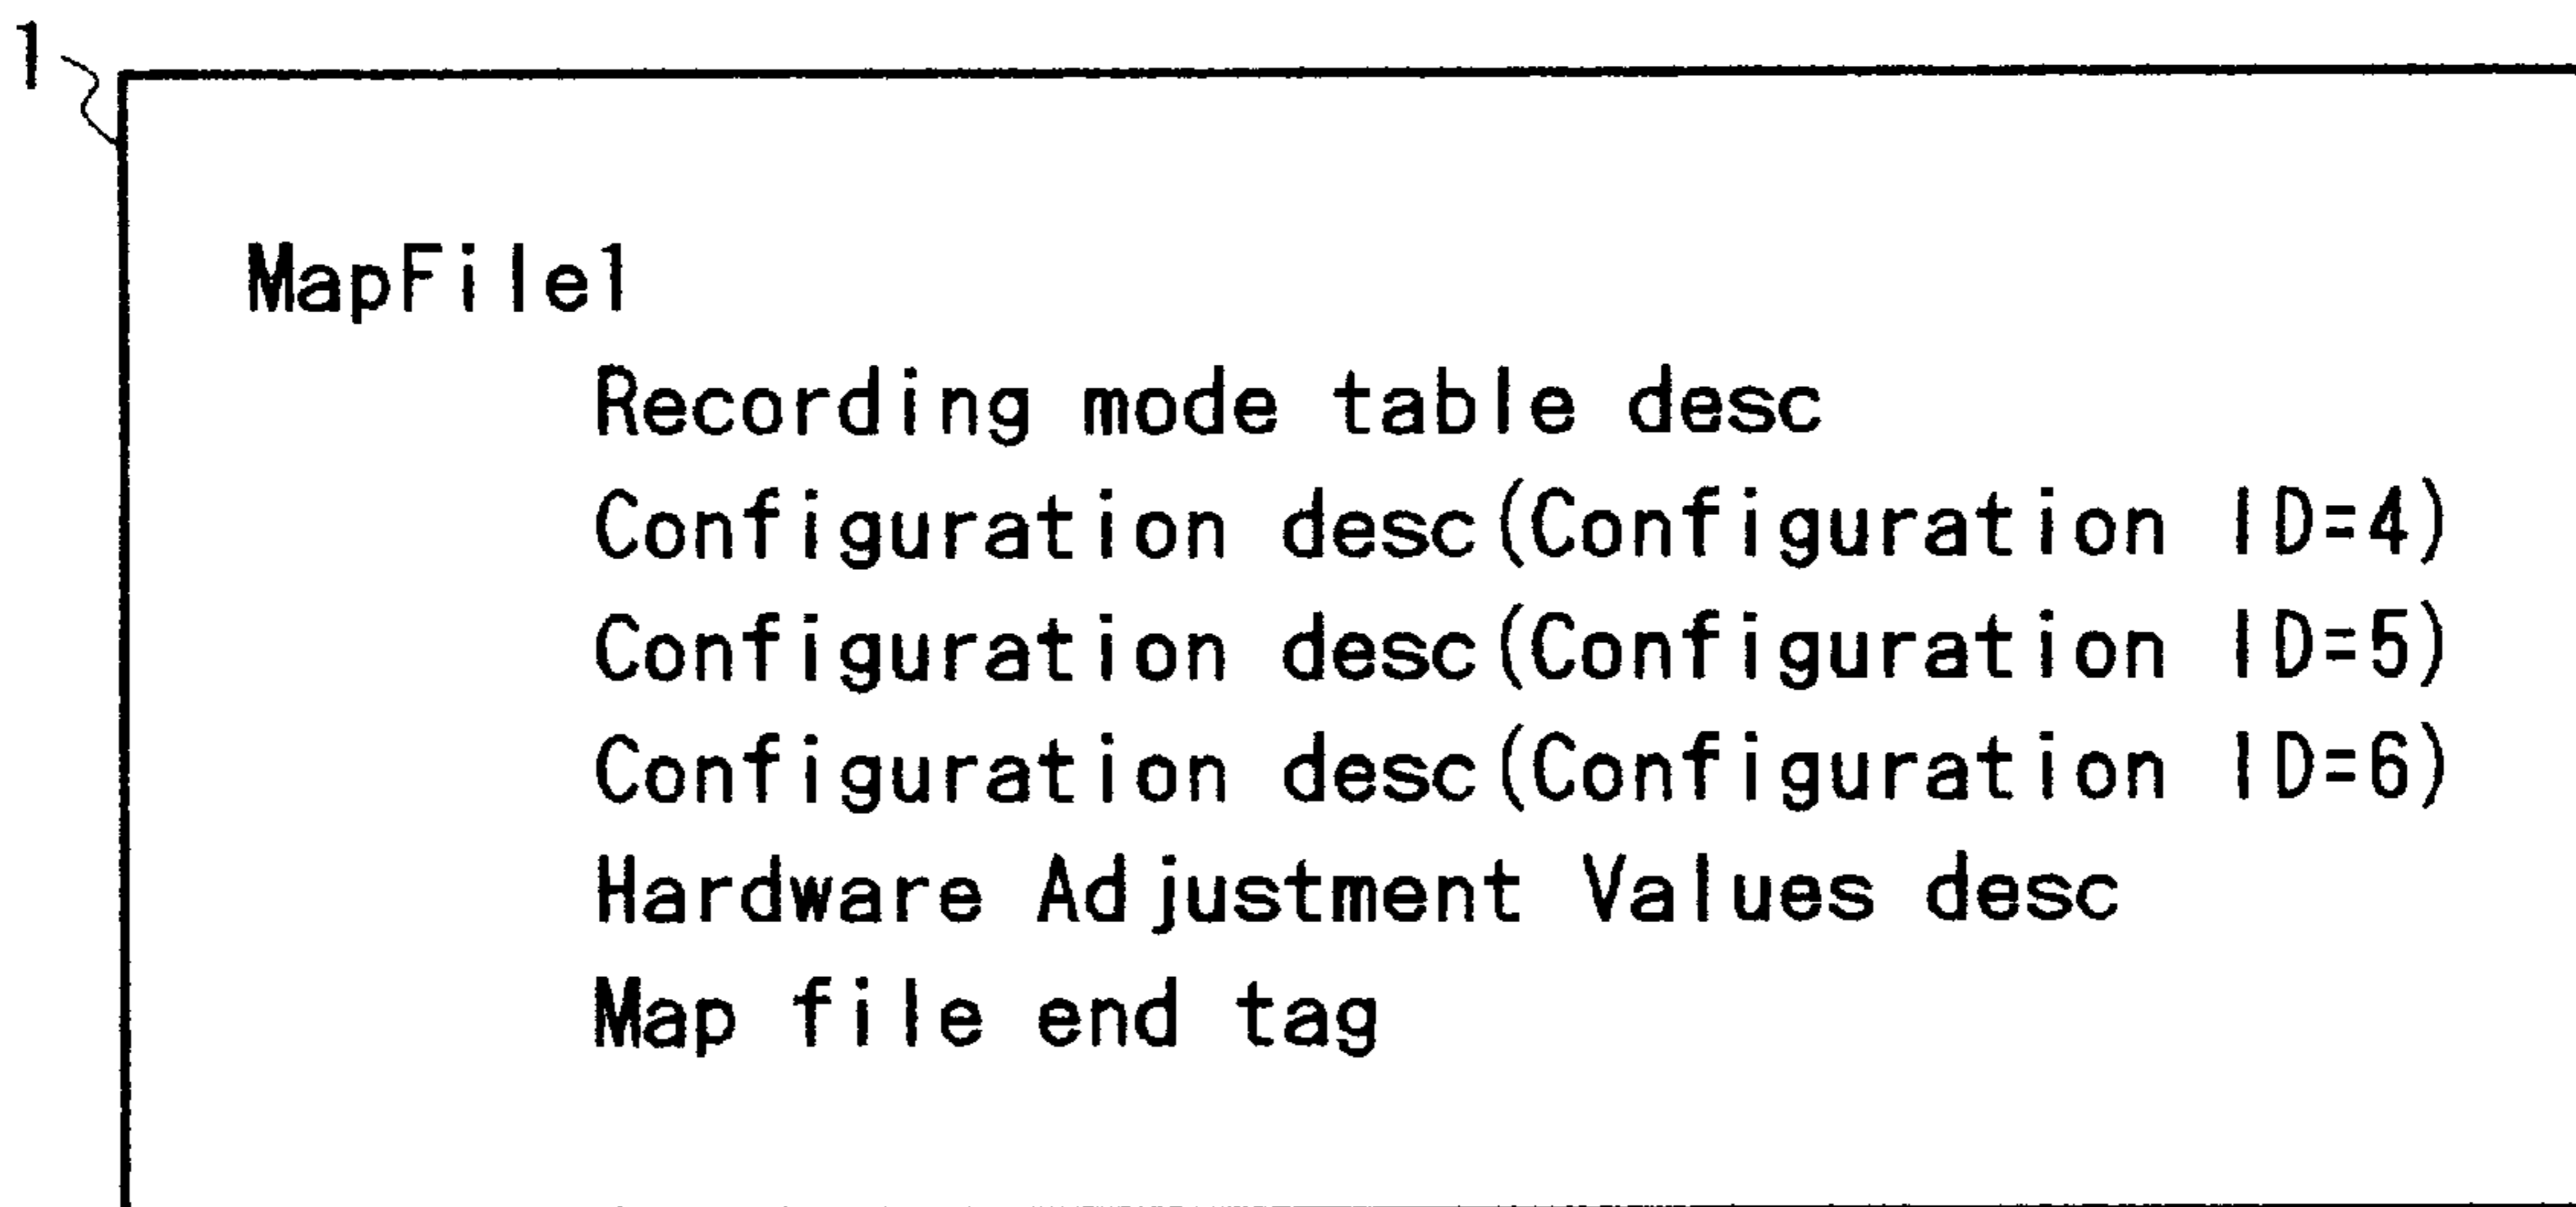 1
MapFile1
Recording mode table desc
Configuration desc(Configuration ID=4)
Configuration desc(Configuration ID=5)
Configuration desc(Configuration ID=6)
Hardware Adjustment Values desc
Map file end tag